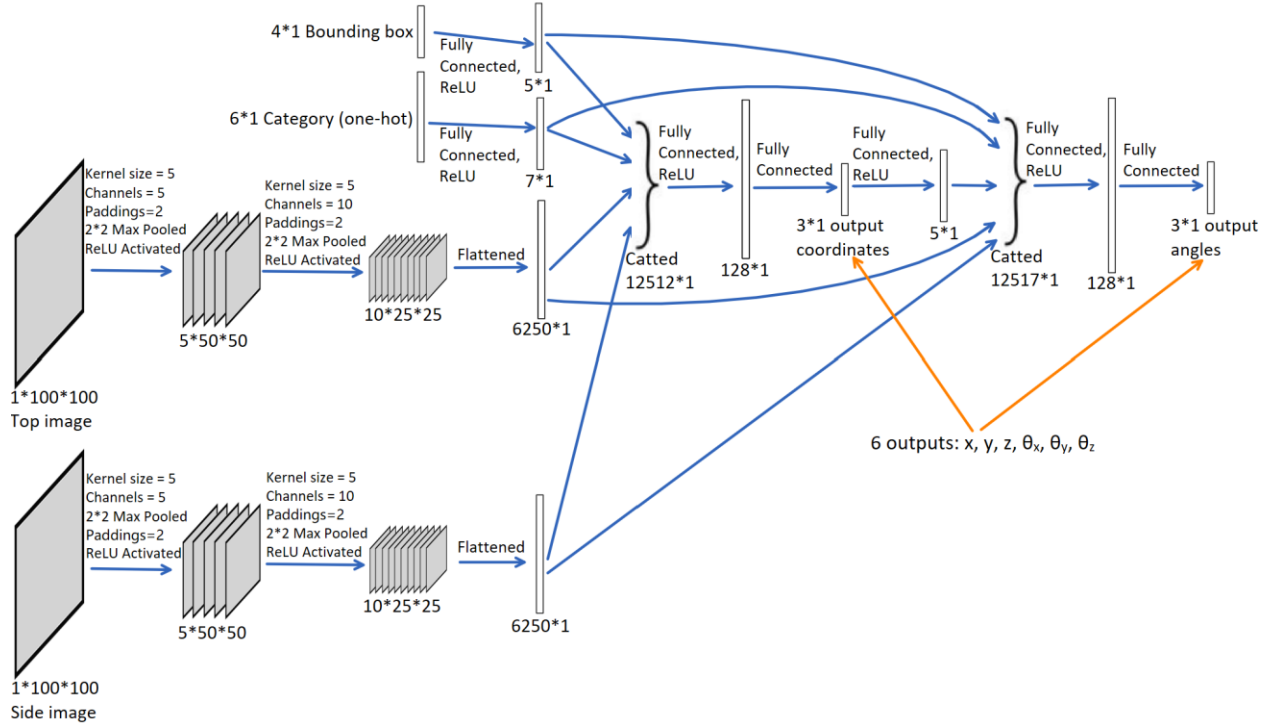 4*1 Bounding box
Fully
Connected,
ReLU
5*1
6*1 Category (one-hot)
Fully
Connected,
ReLU
7*1
Kernel size = 5
Channels = 5
Paddings=2
2*2 Max Pooled
ReLU Activated
Kernel size = 5
Channels = 10
Paddings=2
2*2 Max Pooled
ReLU Activated
Flattened
1*100*100
Top image
5*50*50
10*25*25
6250*1
Catted
12512*1
Fully
Connected,
ReLU
128*1
Fully
Connected
3*1 output
coordinates
Fully
Connected,
ReLU
5*1
Catted
12517*1
Fully
Connected,
ReLU
128*1
Fully
Connected
3*1 output
angles
6 outputs: x, y, z, θₓ, θᵧ, θ_z
Kernel size = 5
Channels = 5
2*2 Max Pooled
Paddings=2
ReLU Activated
Kernel size = 5
Channels = 10
Paddings=2
2*2 Max Pooled
ReLU Activated
Flattened
1*100*100
Side image
5*50*50
10*25*25
6250*1